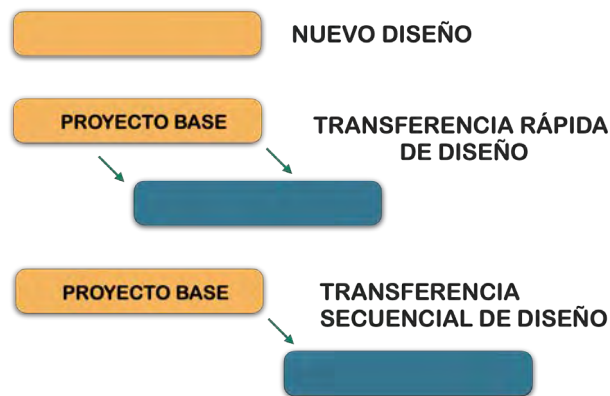 NUEVO DISEÑO
PROYECTO BASE
TRANSFERENCIA RÁPIDA
DE DISEÑO
PROYECTO BASE
TRANSFERENCIA
SECUENCIAL DE DISEÑO